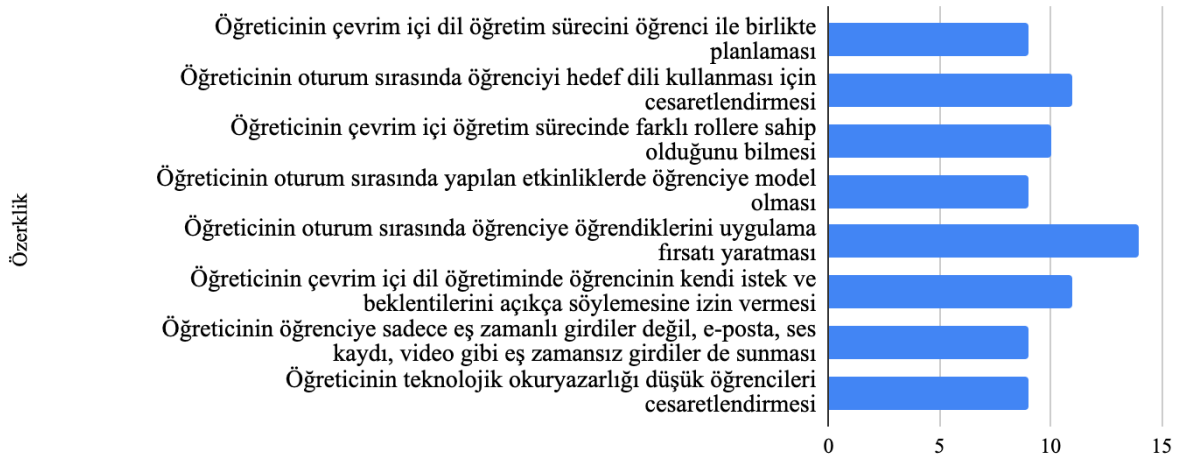 Öğreticinin çevrim içi dil öğretim sürecini öğrenci ile birlikte
planlaması
Öğreticinin oturum sırasında öğrenciyi hedef dili kullanması için
cesaretlendirmesi
Öğreticinin çevrim içi öğretim sürecinde farklı rollere sahip
olduğunu bilmesi
Öğreticinin oturum sırasında yapılan etkinliklerde öğrenciye model
olması
Öğreticinin oturum sırasında öğrenciye öğrendiklerini uygulama
fırsatı yaratması
Öğreticinin çevrim içi dil öğretiminde öğrencinin kendi istek ve
beklentilerini açıkça söylemesine izin vermesi
Öğreticinin öğrenciye sadece eş zamanlı girdiler değil, e-posta, ses
kaydı, video gibi eş zamansız girdiler de sunması
Öğreticinin teknolojik okuryazarlığı düşük öğrencileri
cesaretlendirmesi
Özerklik
0 5 10 15